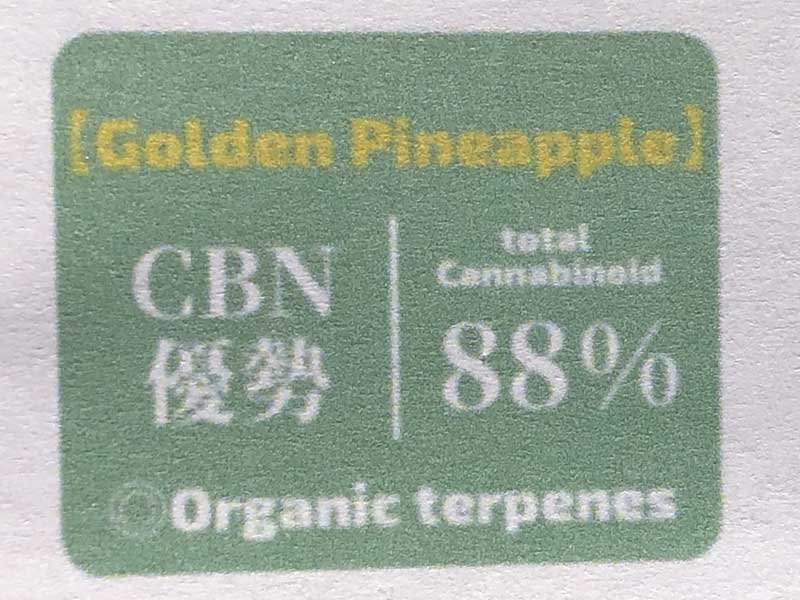 【Golden Pineapple】
CBN
優勢
total
Cannabinoid
88%
Organic terpenes